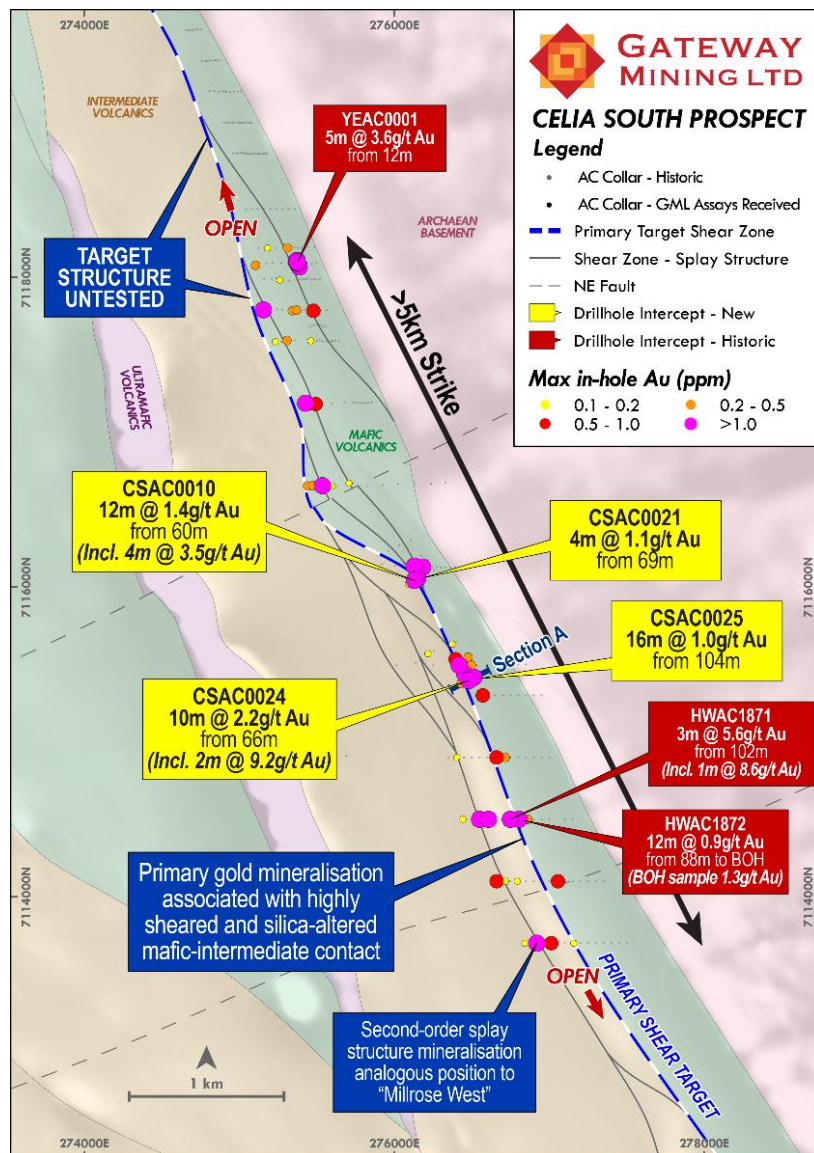 274000E
276000E
GATEWAY
MINING LTD
CELIA SOUTH PROSPECT
Legend
AC Collar - Historic
AC Collar - GML Assays Received
Primary Target Shear Zone
Shear Zone - Splay Structure
NE Fault
Drillhole Intercept - New
Drillhole Intercept - Historic
Max in-hole Au (ppm)
0.1 - 0.2
0.2 - 0.5
0.5 - 1.0
>1.0
INTERMEDIATE
VOLCANICS
YEAC0001
5m @ 3.6g/t Au
from 12m
ARCHAEAN
BASEMENT
OPEN
TARGET
STRUCTURE
UNTESTED
7118000N
>5km Strike
ULTRAMAFIC
VOLCANICS
MAFIC
VOLCANICS
CSAC0010
12m @ 1.4g/t Au
from 60m
(Incl. 4m @ 3.5g/t Au)
CSAC0021
4m @ 1.1g/t Au
from 69m
7116000N
7116000N
CSAC0025
16m @ 1.0g/t Au
from 104m
Section A
CSAC0024
10m @ 2.2g/t Au
from 66m
(Incl. 2m @ 9.2g/t Au)
HWAC1871
3m @ 5.6g/t Au
from 102m
(Incl. 1m @ 8.6g/t Au)
HWAC1872
12m @ 0.9g/t Au
from 88m to BOH
(BOH sample 1.3g/t Au)
Primary gold mineralisation
associated with highly
sheared and silica-altered
mafic-intermediate contact
7114000N
7114000N
OPEN
PRIMARY SHEAR TARGET
Second-order splay
structure mineralisation
analogous position to
"Millrose West"
1 km
274000E
276000E
278000E